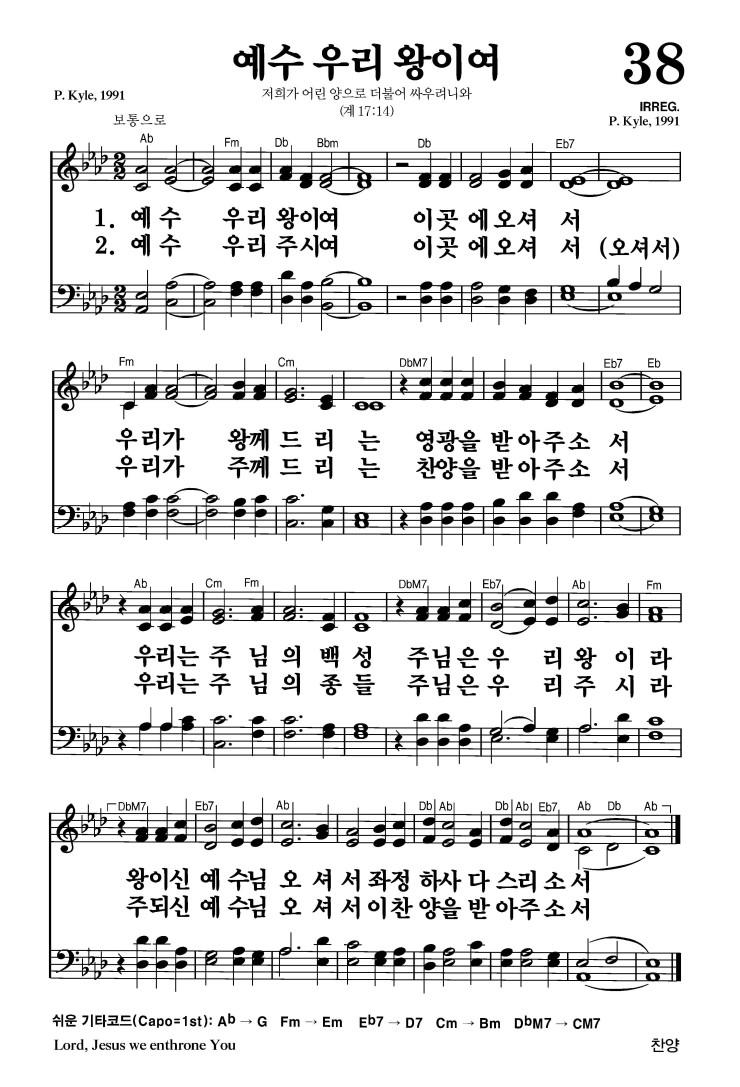 예수 우리 왕이여
38
P. Kyle, 1991
저희가 어린 양으로 더불어 싸우려니와
(계 17:14)
IRREG.
P. Kyle, 1991
보통으로
Ab Fm Db Bbm Db Eb7
1. 예 수 우리 왕이여 이곳 에오셔 서
2. 예 수 우리 주시여 이곳 에오셔 서 (오셔서)
Fm Cm DbM7 Eb7 Eb
우리가 왕께 드 리 는 영광을 받아주소 서
우리가 주께 드 리 는 찬양을 받아주소 서
Ab Cm Fm DbM7 Eb7 Ab Fm
우리는 주 님 의 백 성 주님은 우 리 왕 이 라
우리는 주 님 의 종 들 주님은 우 리 주 시 라
DbM7 Eb7 Ab Db Ab Db Ab Eb7 Ab Db Ab
왕이신 예 수님 오 셔 서 좌정 하사 다 스리 소 서
주되신 예 수님 오 셔 서 이찬 양을 받 아주 소 서
쉬운 기타코드(Capo=1st): Ab → G Fm → Em Eb7 → D7 Cm → Bm DbM7 → CM7
Lord, Jesus we enthrone You
찬양